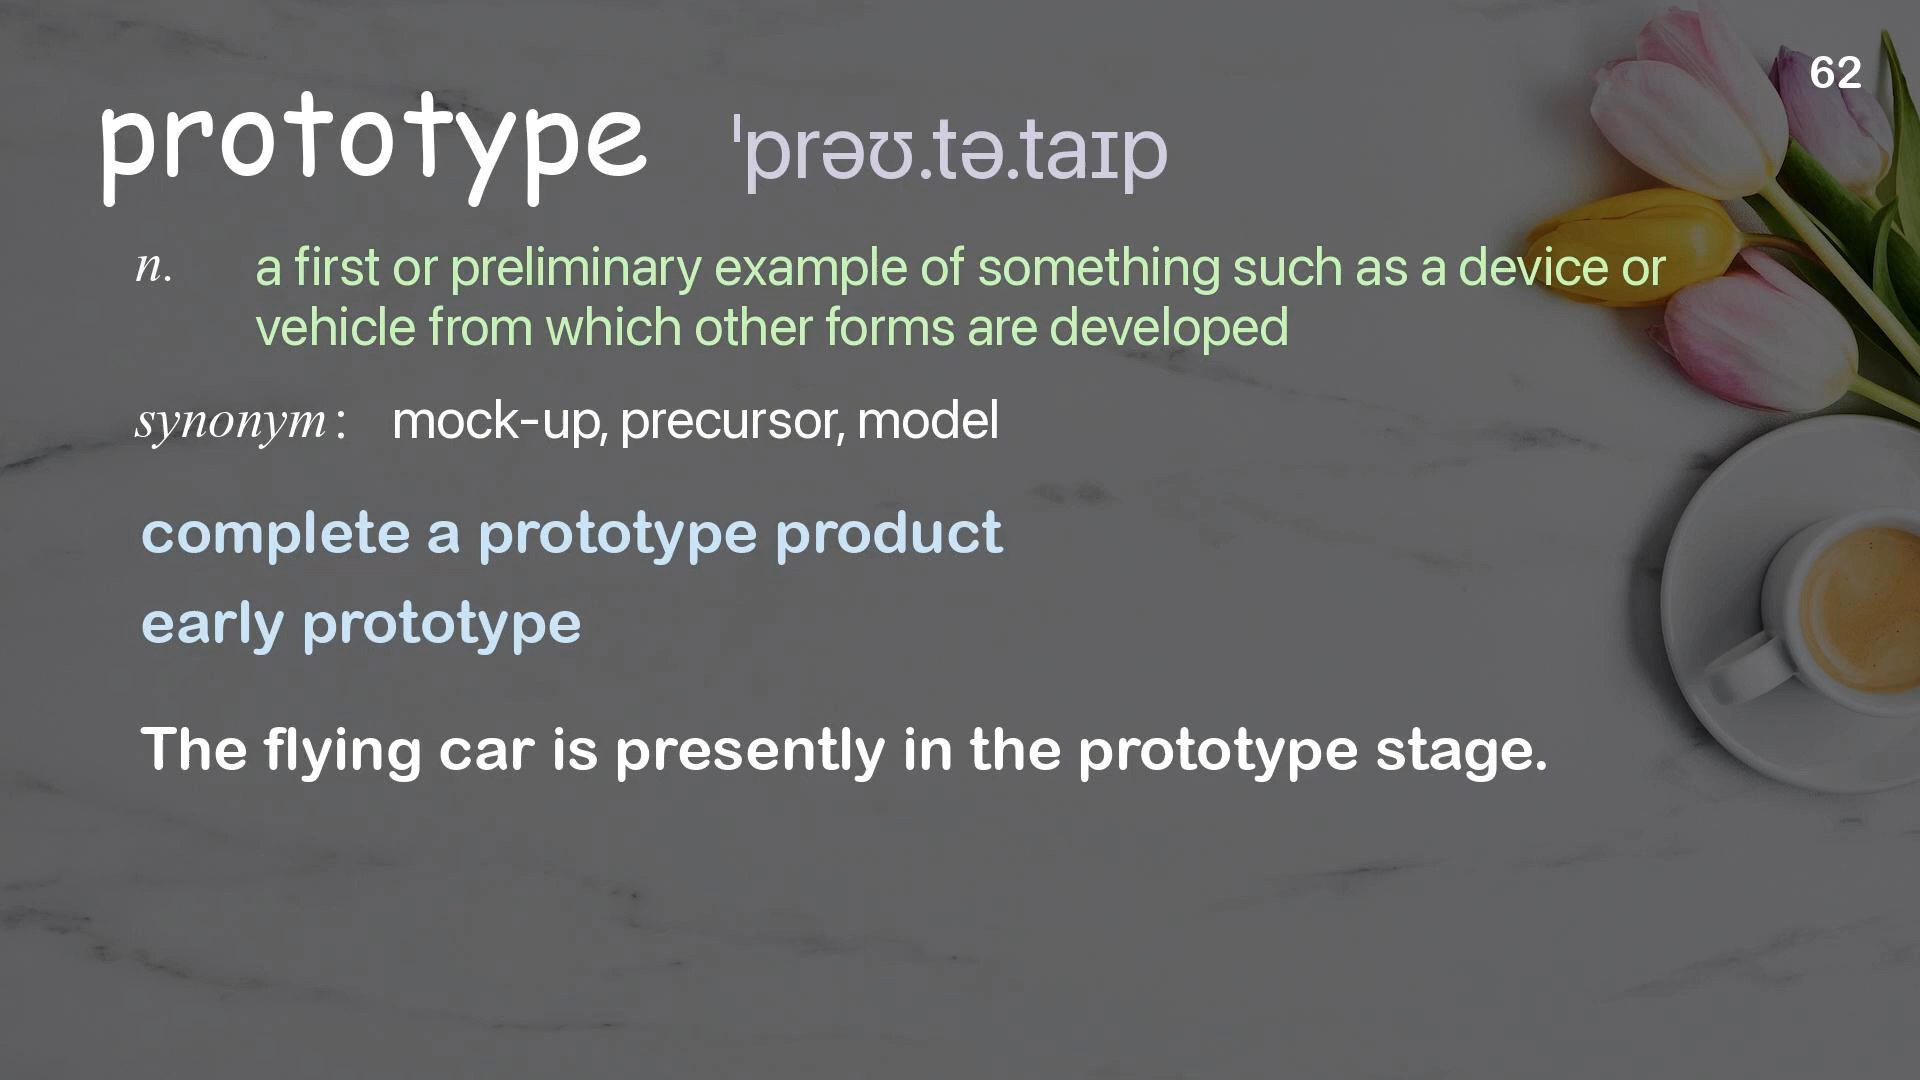 62
prototype ˈprəʊ.tə.taɪp
n. a first or preliminary example of something such as a device or
vehicle from which other forms are developed
synonym: mock-up, precursor, model
complete a prototype product
early prototype
The flying car is presently in the prototype stage.